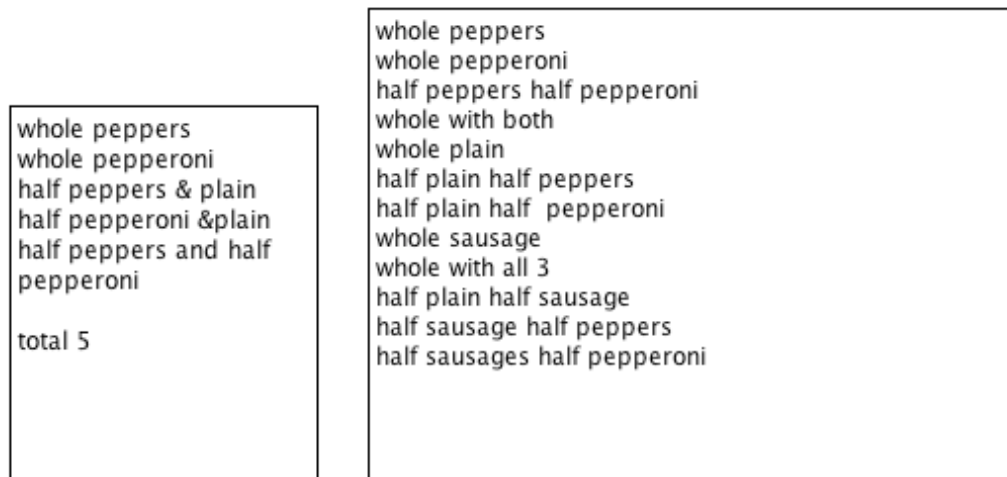 whole peppers
whole pepperoni
half peppers & plain
half pepperoni &plain
half peppers and half
pepperoni
total 5
whole peppers
whole pepperoni
half peppers half pepperoni
whole with both
whole plain
half plain half peppers
half plain half  pepperoni
whole sausage
whole with all 3
half plain half sausage
half sausage half peppers
half sausages half pepperoni